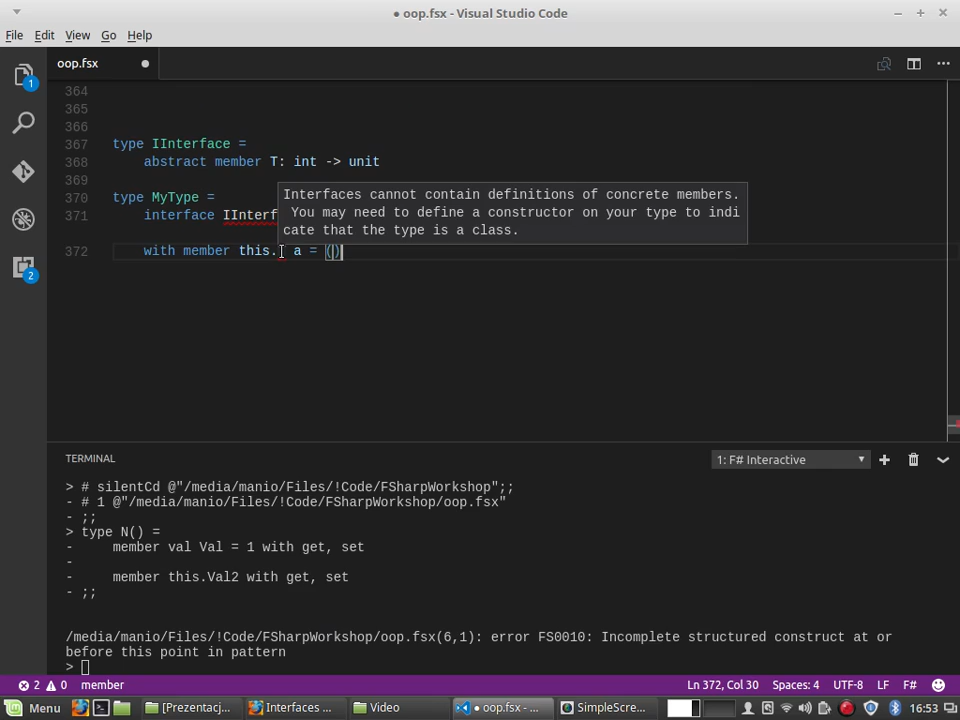 ● oop.fsx - Visual Studio Code
File Edit View Go Help
oop.fsx
1
2
364
365
366
367 type IInterface =
368 abstract member T: int -> unit
369
370 type MyType =
371 interface IInterf
Interfaces cannot contain definitions of concrete members.
You may need to define a constructor on your type to indi
cate that the type is a class.
372 with member this. a = ()
TERMINAL
1: F# Interactive
> # silentCd @"/media/manio/Files/!Code/FSharpWorkshop";;
- # 1 @"/media/manio/Files/!Code/FSharpWorkshop/oop.fsx"
- ;;
> type N() =
-     member val Val = 1 with get, set
-
-     member this.Val2 with get, set
- ;;
/media/manio/Files/!Code/FSharpWorkshop/oop.fsx(6,1): error FS0010: Incomplete structured construct at or
before this point in pattern
>
2 0 member Ln 372, Col 30 Spaces: 4 UTF-8 LF F#
Menu [Prezentacj... Interfaces ... Video ● oop.fsx -... SimpleScre... 16:53